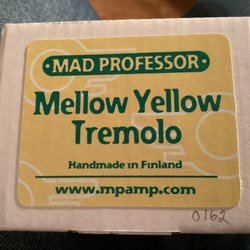 • MAD PROFESSOR •
Mellow Yellow
Tremolo
Handmade in Finland
www.mpamp.com
0162